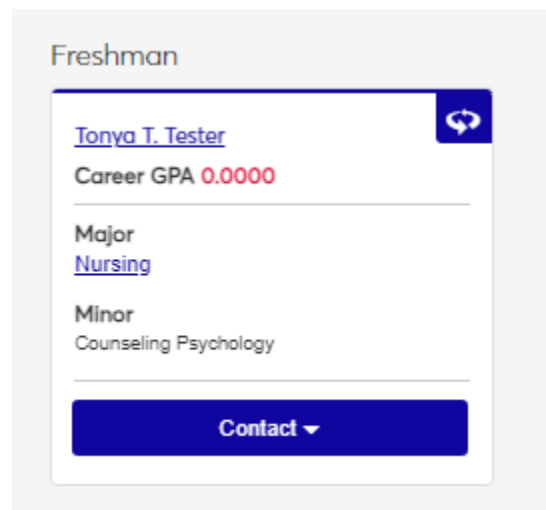 Freshman
Tonya T. Tester
Career GPA 0.0000
Major
Nursing
Minor
Counseling Psychology
Contact